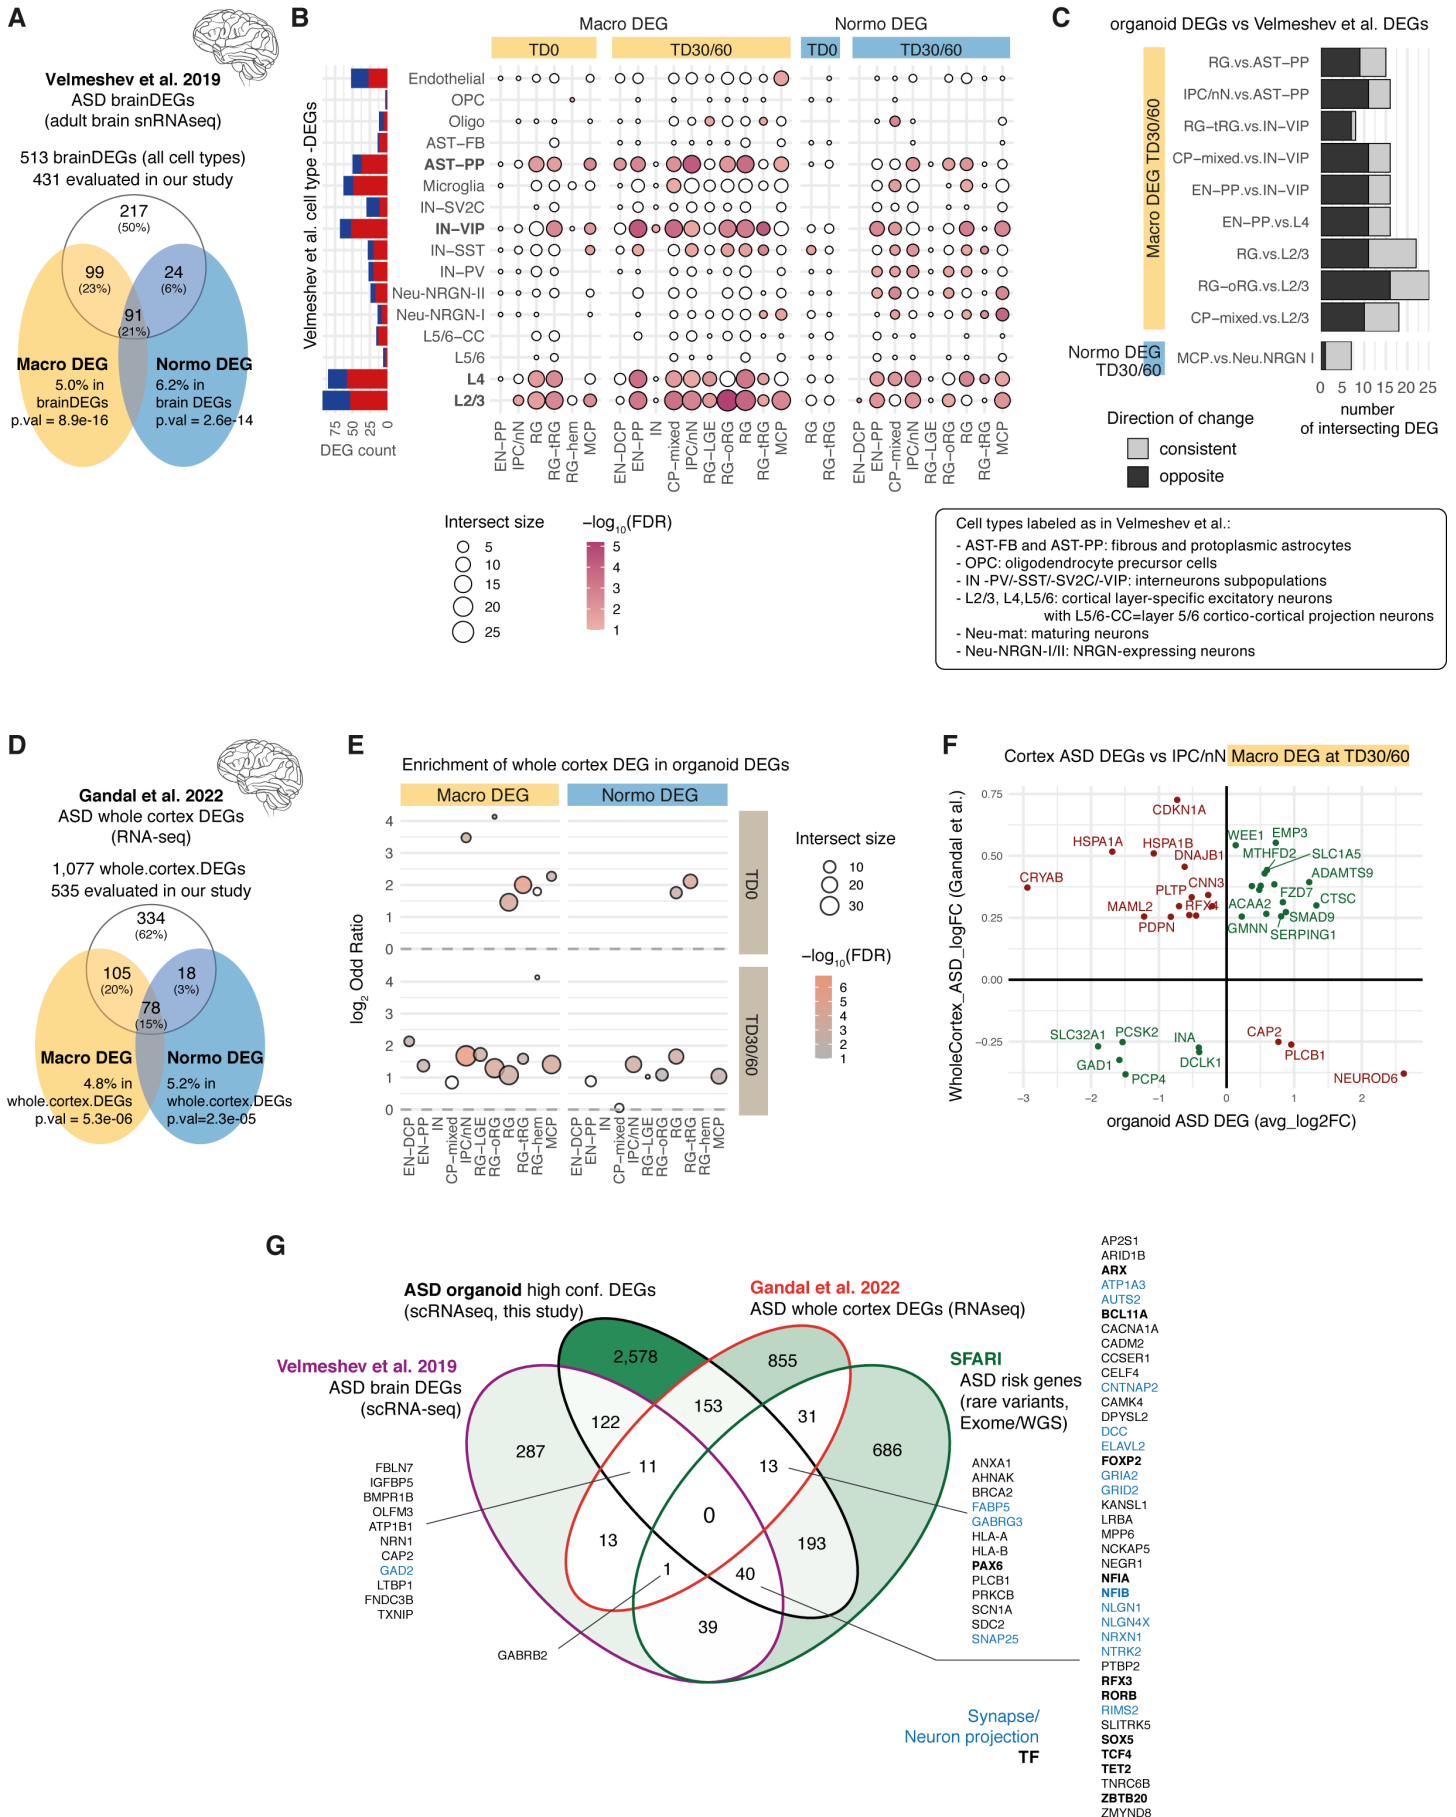 A
Velmeshev et al. 2019
ASD brainDEGs
(adult brain snRNAseq)
513 brainDEGs (all cell types)
431 evaluated in our study
217
(50%)
99
(23%)
24
(6%)
91
(21%)
Macro DEG
5.0% in
brainDEGs
p.val = 8.9e-16
Normo DEG
6.2% in
brain DEGs
p.val = 2.6e-14
B
Macro DEG
Normo DEG
TD0
TD30/60
TD0
TD30/60
Velmeshev et al. cell type -DEGs
Endothelial
OPC
Oligo
AST−FB
AST−PP
Microglia
IN−SV2C
IN−VIP
IN−SST
IN−PV
Neu−NRGN−II
Neu−NRGN−I
L5/6−CC
L5/6
L4
L2/3
75
50
25
0
DEG count
EN−PP
IPC/nN
RG
RG−tRG
RG−hem
MCP
EN−DCP
EN−PP
IN
CP−mixed
IPC/nN
RG−LGE
RG−oRG
RG
RG−tRG
MCP
RG
RG−tRG
EN−DCP
EN−PP
CP−mixed
IPC/nN
RG−LGE
RG−oRG
RG
RG−tRG
MCP
Intersect size
5
10
15
20
25
−log10(FDR)
5
4
3
2
1
C
organoid DEGs vs Velmeshev et al. DEGs
Macro DEG TD30/60
RG.vs.AST−PP
IPC/nN.vs.AST−PP
RG−tRG.vs.IN−VIP
CP−mixed.vs.IN−VIP
EN−PP.vs.IN−VIP
EN−PP.vs.L4
RG.vs.L2/3
RG−oRG.vs.L2/3
CP−mixed.vs.L2/3
Normo DEG
TD30/60
MCP.vs.Neu.NRGN I
0 5 10 15 20 25
number
of intersecting DEG
Direction of change
consistent
opposite
Cell types labeled as in Velmeshev et al.:
- AST-FB and AST-PP: fibrous and protoplasmic astrocytes
- OPC: oligodendrocyte precursor cells
- IN -PV/-SST/-SV2C/-VIP: interneurons subpopulations
- L2/3, L4,L5/6: cortical layer-specific excitatory neurons
with L5/6-CC=layer 5/6 cortico-cortical projection neurons
- Neu-mat: maturing neurons
- Neu-NRGN-I/II: NRGN-expressing neurons
D
Gandal et al. 2022
ASD whole cortex DEGs
(RNA-seq)
1,077 whole.cortex.DEGs
535 evaluated in our study
334
(62%)
105
(20%)
18
(3%)
78
(15%)
Macro DEG
4.8% in
whole.cortex.DEGs
p.val = 5.3e-06
Normo DEG
5.2% in
whole.cortex.DEGs
p.val=2.3e-05
E
Enrichment of whole cortex DEG in organoid DEGs
Macro DEG
Normo DEG
TD0
TD30/60
log2 Odd Ratio
4
3
2
1
0
4
3
2
1
0
EN−DCP
EN−PP
IN
CP−mixed
IPC/nN
RG−LGE
RG−oRG
RG
RG−tRG
RG−hem
MCP
EN−DCP
EN−PP
IN
CP−mixed
IPC/nN
RG−LGE
RG−oRG
RG
RG−tRG
RG−hem
MCP
Intersect size
10
20
30
−log10(FDR)
6
5
4
3
2
1
F
Cortex ASD DEGs vs IPC/nN Macro DEG at TD30/60
WholeCortex_ASD_logFC (Gandal et al.)
0.75
0.50
0.25
0.00
−0.25
CDKN1A
HSPA1A
HSPA1B
DNAJB1
CRYAB
CNN3
PLTP
MAML2
RFX4
PDPN
WEE1
EMP3
MTHFD2
SLC1A5
ADAMTS9
FZD7
CTSC
ACAA2
SMAD9
GMNN
SERPING1
SLC32A1
PCSK2
INA
GAD1
DCLK1
PCP4
CAP2
PLCB1
NEUROD6
−3 −2 −1 0 1 2
organoid ASD DEG (avg_log2FC)
G
ASD organoid high conf. DEGs
(scRNAseq, this study)
Gandal et al. 2022
ASD whole cortex DEGs (RNAseq)
Velmeshev et al. 2019
ASD brain DEGs
(scRNA-seq)
SFARI
ASD risk genes
(rare variants,
Exome/WGS)
2,578
855
153
122
31
287
686
11
13
0
13
193
1
40
39
FBLN7
IGFBP5
BMPR1B
OLFM3
ATP1B1
NRN1
CAP2
GAD2
LTBP1
FNDC3B
TXNIP
GABRB2
ANXA1
AHNAK
BRCA2
FABP5
GABRG3
HLA-A
HLA-B
PAX6
PLCB1
PRKCB
SCN1A
SDC2
SNAP25
Synapse/
Neuron projection
TF
AP2S1
ARID1B
ARX
ATP1A3
AUTS2
BCL11A
CACNA1A
CADM2
CCSER1
CELF4
CNTNAP2
CAMK4
DPYSL2
DCC
ELAVL2
FOXP2
GRIA2
GRID2
KANSL1
LRBA
MPP6
NCKAP5
NEGR1
NFIA
NFIB
NLGN1
NLGN4X
NRXN1
NTRK2
PTBP2
RFX3
RORB
RIMS2
SLITRK5
SOX5
TCF4
TET2
TNRC6B
ZBTB20
ZMYND8